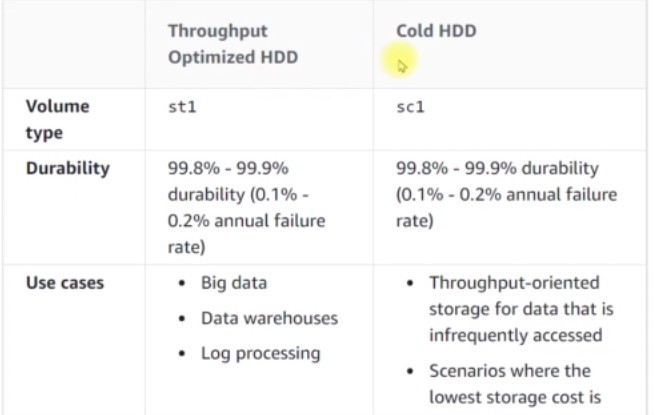 Throughput
Optimized HDD
Cold HDD
Volume
type
st1
sc1
Durability
99.8% - 99.9%
durability (0.1% -
0.2% annual failure
rate)
99.8% - 99.9% durability
(0.1% - 0.2% annual failure
rate)
Use cases
• Big data
• Data warehouses
• Log processing
• Throughput-oriented
storage for data that is
infrequently accessed
• Scenarios where the
lowest storage cost is